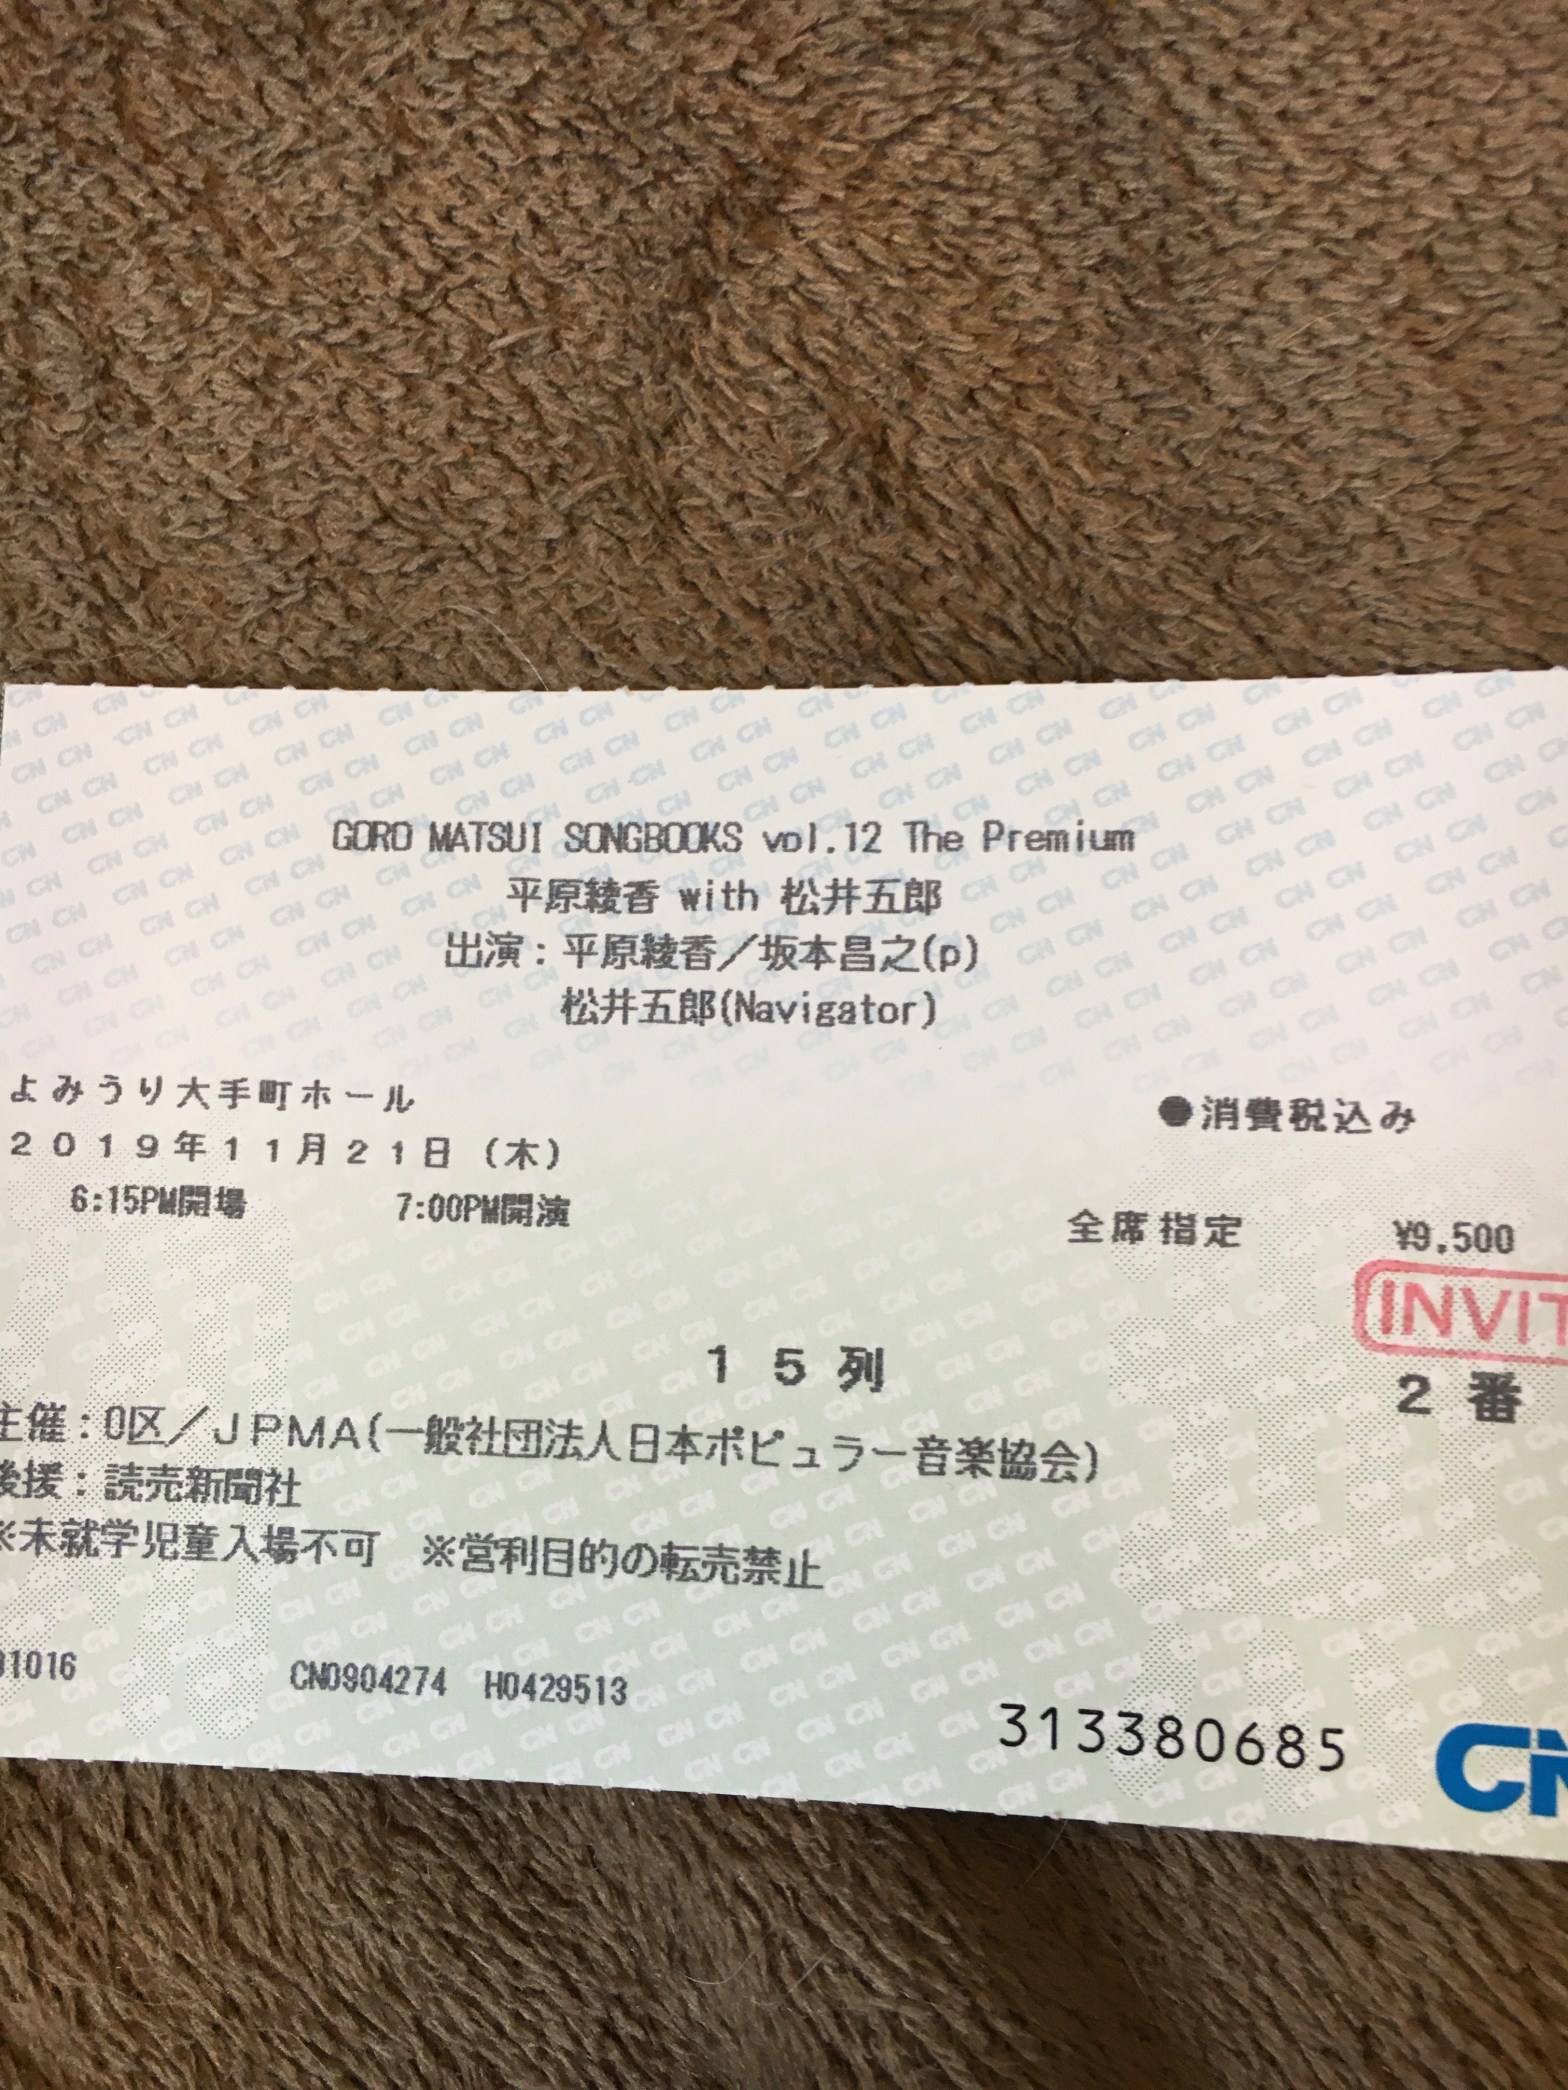 GORO MATSUI SONGBOOKS vol.12 The Premium
平原綾香 with 松井五郎
出演：平原綾香／坂本昌之(p)
松井五郎(Navigator)
よみうり大手町ホール
●消費税込み
２０１９年１１月２１日（木）
6:15PM開場 7:00PM開演
全席指定 ¥9,500
INVIT
１５列 ２番
主催：O区／ＪＰＭＡ(一般社団法人日本ポピュラー音楽協会)
後援：読売新聞社
※未就学児童入場不可 ※営利目的の転売禁止
01016 CN0904274 H0429513
313380685
CN